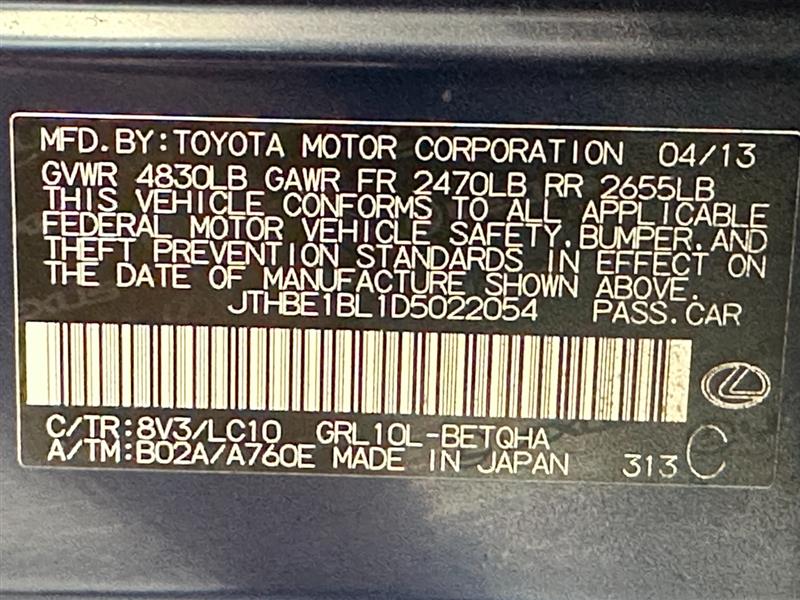 MFD. BY: TOYOTA MOTOR CORPORATION 04/13
GVWR 4830LB GAWR FR 2470LB RR 2655LB
THIS VEHICLE CONFORMS TO ALL APPLICABLE
FEDERAL MOTOR VEHICLE SAFETY, BUMPER, AND
THEFT PREVENTION STANDARDS IN EFFECT ON
THE DATE OF MANUFACTURE SHOWN ABOVE.
JTHBE1BL1D5022054 PASS. CAR
C/TR: 8V3/LC10 GRL10L-BETQHA
A/TM: B02A/A760E MADE IN JAPAN 313 C